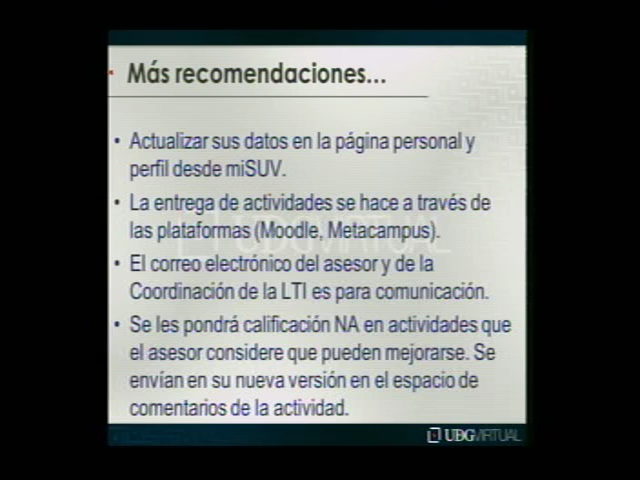 Más recomendaciones...
• Actualizar sus datos en la página personal y
perfil desde miSUV.
• La entrega de actividades se hace a través de
las plataformas (Moodle, Metacampus).
• El correo electrónico del asesor y de la
Coordinación de la LTI es para comunicación.
• Se les pondrá calificación NA en actividades que
el asesor considere que pueden mejorarse. Se
envían en su nueva versión en el espacio de
comentarios de la actividad.
UDGVIRTUAL
UDGVIRTUAL